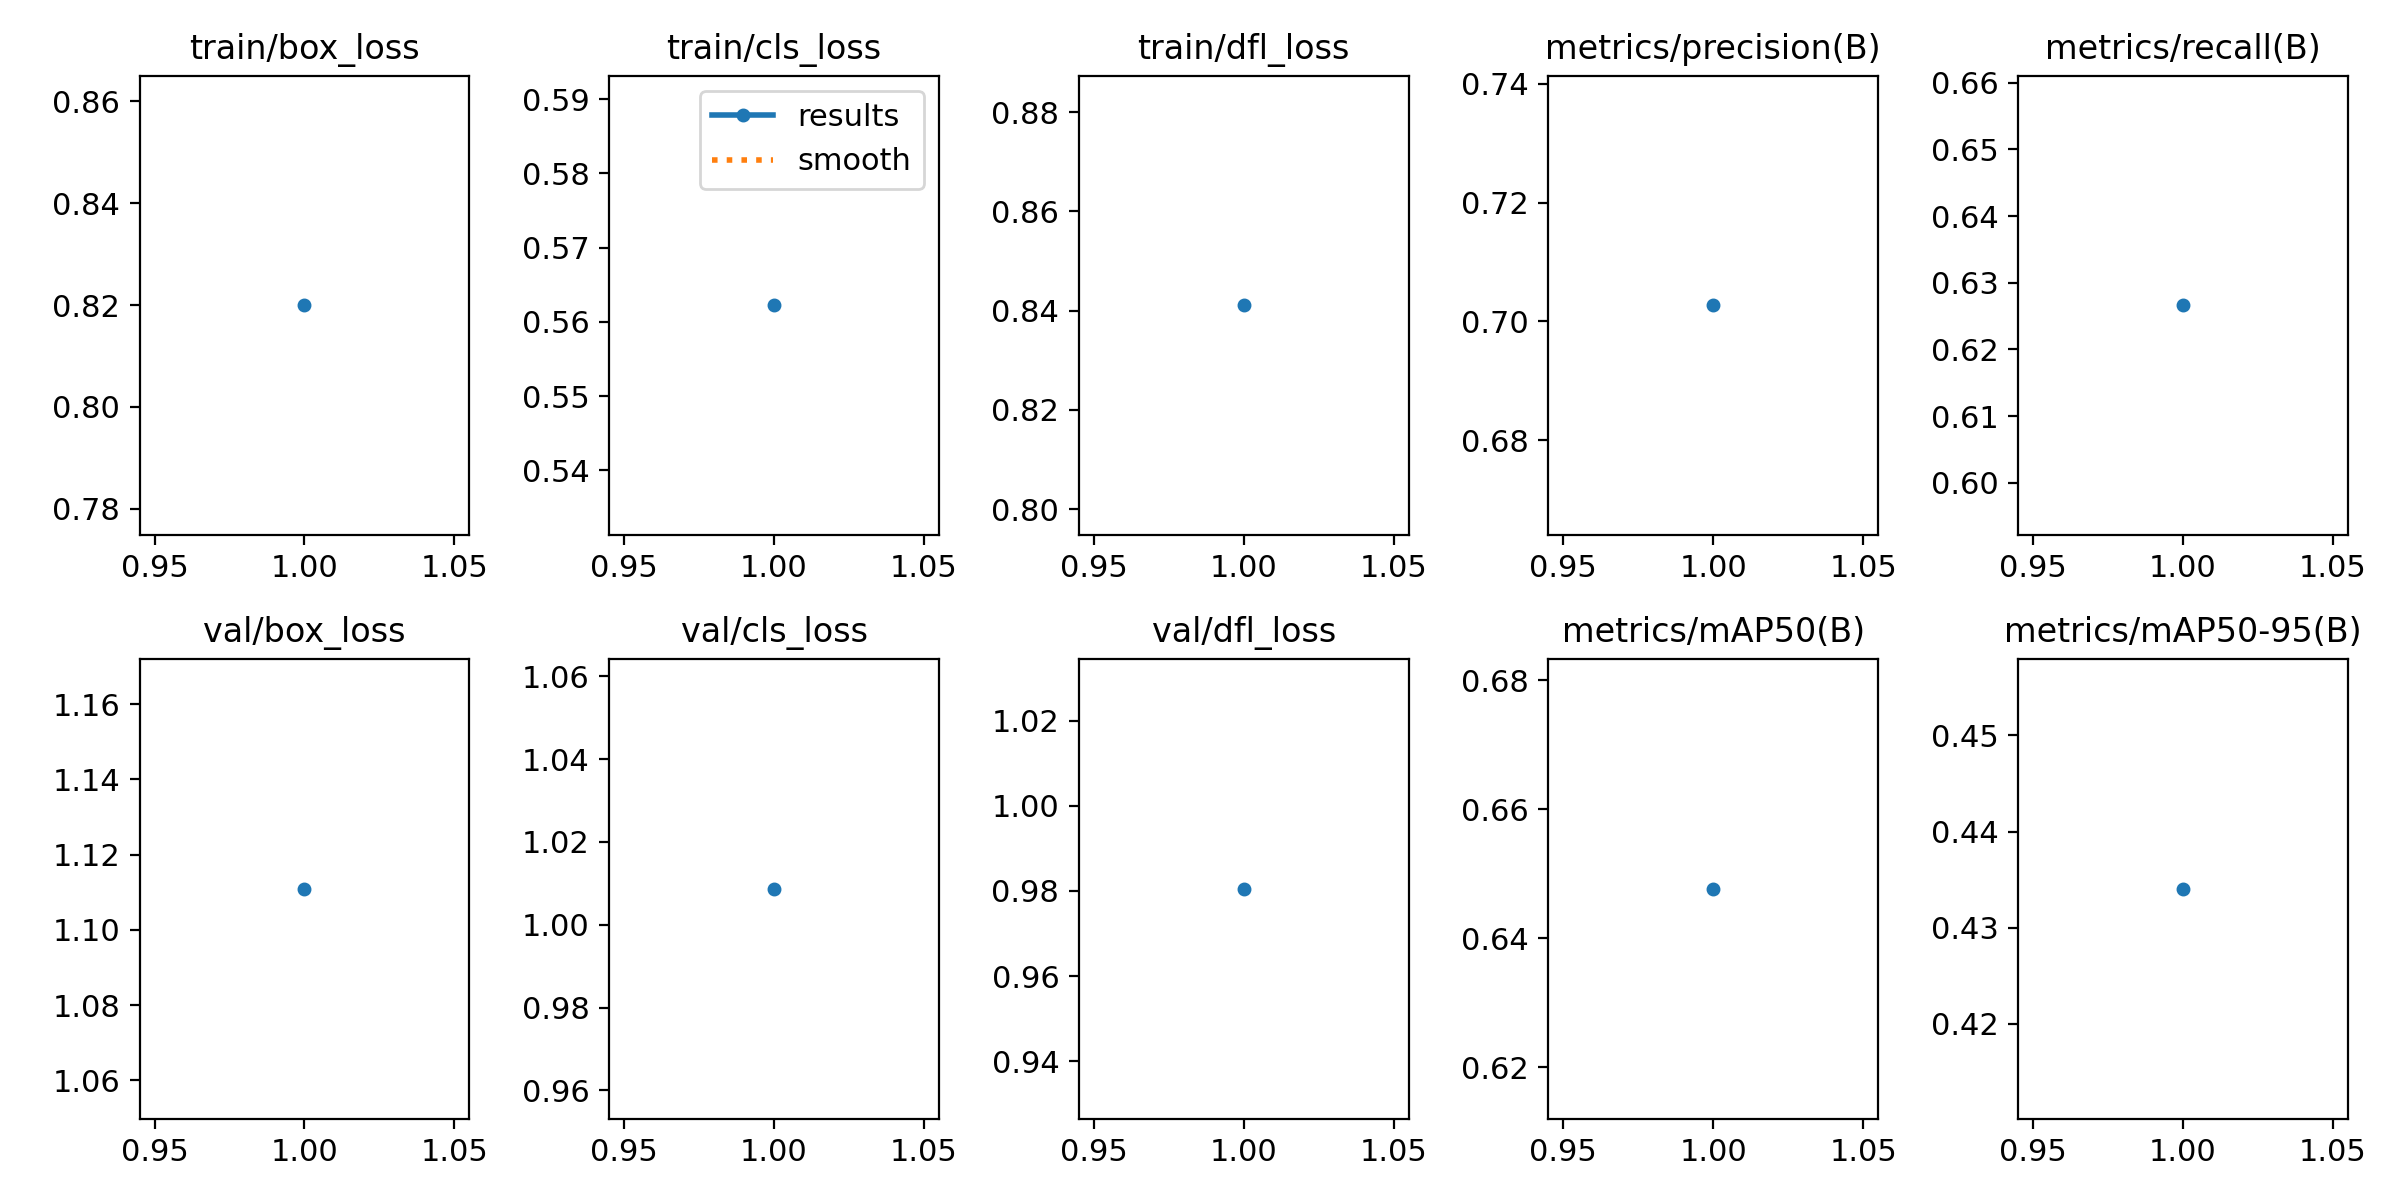 train/box_loss
0.86
0.84
0.82
0.80
0.78
0.95 1.00 1.05
train/cls_loss
results
smooth
0.59
0.58
0.57
0.56
0.55
0.54
0.95 1.00 1.05
train/dfl_loss
0.88
0.86
0.84
0.82
0.80
0.95 1.00 1.05
metrics/precision(B)
0.74
0.72
0.70
0.68
0.95 1.00 1.05
metrics/recall(B)
0.66
0.65
0.64
0.63
0.62
0.61
0.60
0.95 1.00 1.05
val/box_loss
1.16
1.14
1.12
1.10
1.08
1.06
0.95 1.00 1.05
val/cls_loss
1.06
1.04
1.02
1.00
0.98
0.96
0.95 1.00 1.05
val/dfl_loss
1.02
1.00
0.98
0.96
0.94
0.95 1.00 1.05
metrics/mAP50(B)
0.68
0.66
0.64
0.62
0.95 1.00 1.05
metrics/mAP50-95(B)
0.45
0.44
0.43
0.42
0.95 1.00 1.05